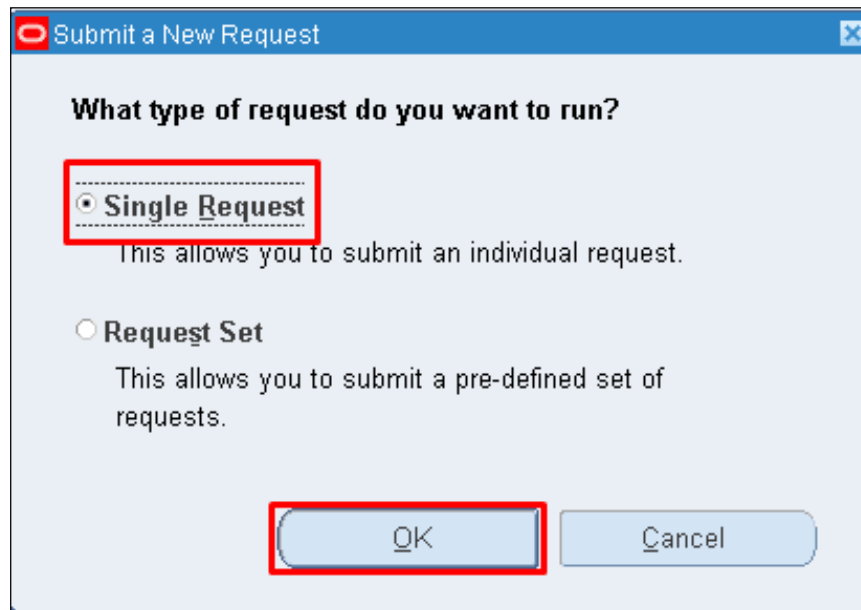 Submit a New Request
What type of request do you want to run?
Single Request
This allows you to submit an individual request.
Request Set
This allows you to submit a pre-defined set of
requests.
OK
Cancel